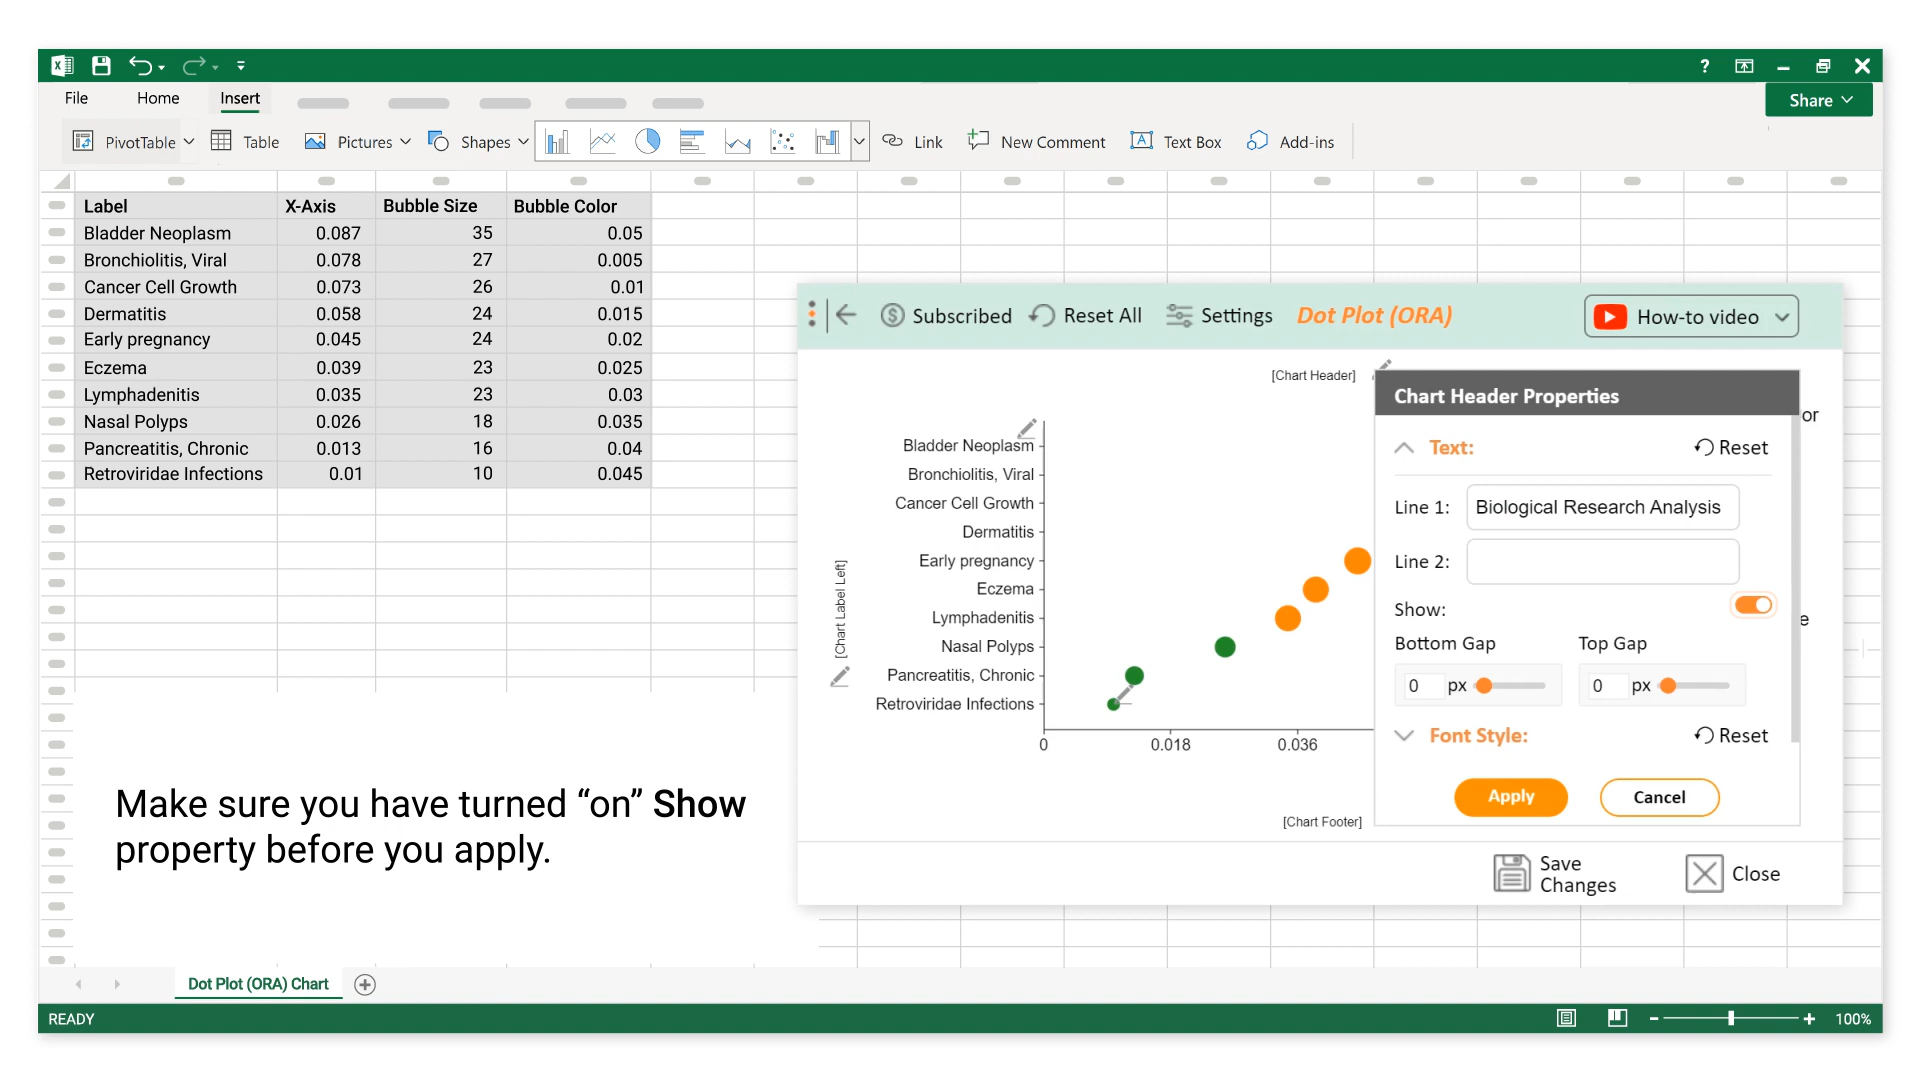 File Home Insert
Share
PivotTable Table Pictures Shapes Link New Comment Text Box Add-ins
Label X-Axis Bubble Size Bubble Color
Bladder Neoplasm 0.087 35 0.05
Bronchiolitis, Viral 0.078 27 0.005
Cancer Cell Growth 0.073 26 0.01
Dermatitis 0.058 24 0.015
Early pregnancy 0.045 24 0.02
Eczema 0.039 23 0.025
Lymphadenitis 0.035 23 0.03
Nasal Polyps 0.026 18 0.035
Pancreatitis, Chronic 0.013 16 0.04
Retroviridae Infections 0.01 10 0.045
Subscribed Reset All Settings Dot Plot (ORA) How-to video
[Chart Header]
Bladder Neoplasm
Bronchiolitis, Viral
Cancer Cell Growth
Dermatitis
Early pregnancy
Eczema
Lymphadenitis
Nasal Polyps
Pancreatitis, Chronic
Retroviridae Infections
[Chart Label Left]
0 0.018 0.036
[Chart Footer]
Chart Header Properties
Text: Reset
Line 1: Biological Research Analysis
Line 2:
Show:
Bottom Gap Top Gap
0 px 0 px
Font Style: Reset
Apply Cancel
or
e
Save
Changes
Close
Make sure you have turned “on” Show
property before you apply.
Dot Plot (ORA) Chart
READY
100%